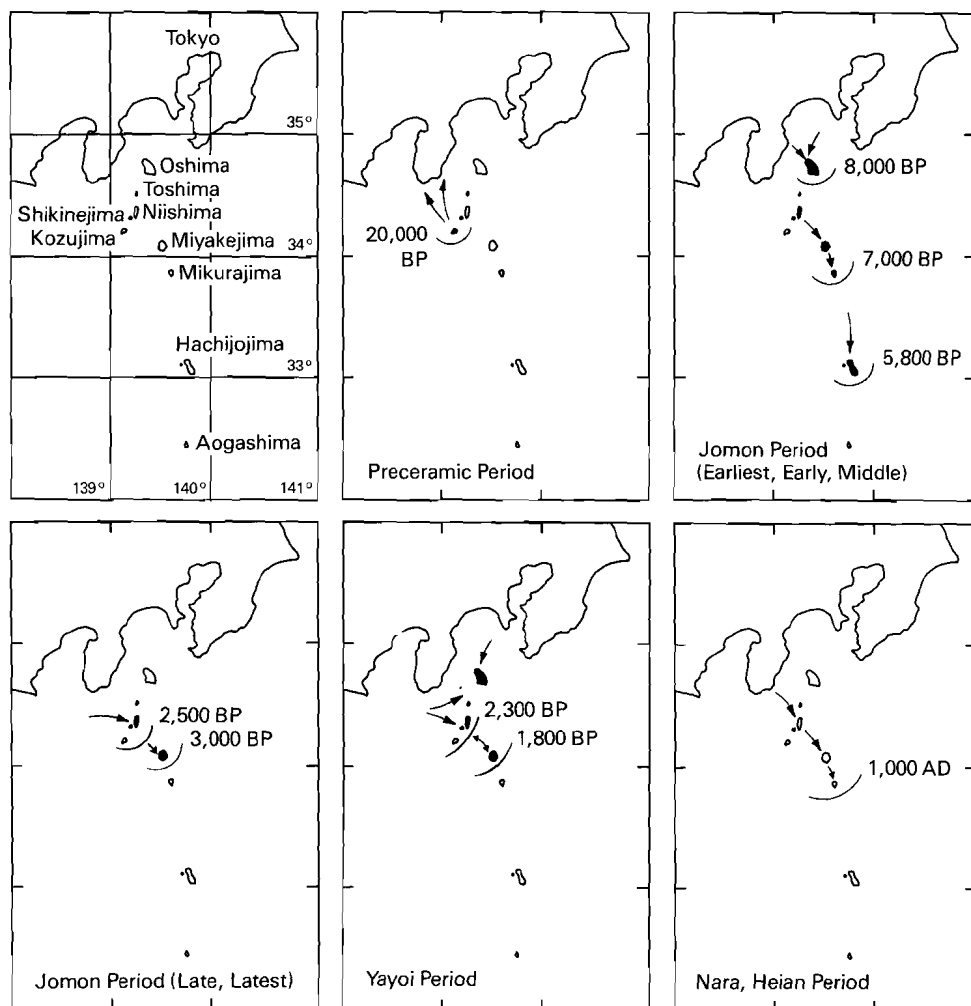 Tokyo
35°
Oshima
Toshima
Shikinejima
Niishima
Kozujima
Miyakejima
34°
Mikurajima
Hachijojima
33°
Aogashima
139°
140°
141°
20,000
BP
Preceramic Period
8,000 BP
7,000 BP
5,800 BP
Jomon Period
(Earliest, Early, Middle)
2,500 BP
3,000 BP
Jomon Period (Late, Latest)
2,300 BP
1,800 BP
Yayoi Period
1,000 AD
Nara, Heian Period